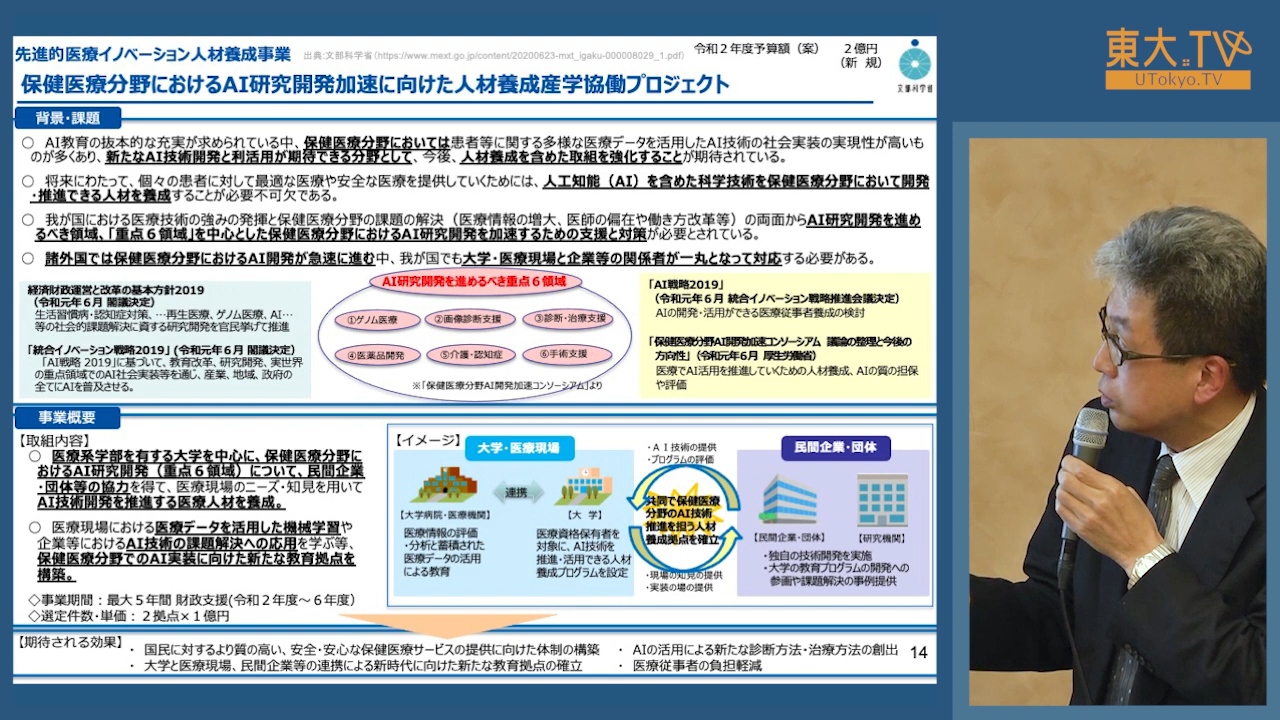 先進的医療イノベーション人材養成事業
出典:文部科学省(https://www.mext.go.jp/content/20200623-mxt_igaku-000008029_1.pdf)
令和２年度予算額（案） ２億円
（新 規）
文部科学省
保健医療分野におけるAI研究開発加速に向けた人材養成産学協働プロジェクト
背景・課題
○ AI教育の抜本的な充実が求められている中、保健医療分野においては患者等に関する多様な医療データを活用したAI技術の社会実装の実現性が高いも
のが多くあり、新たなAI技術開発と利活用が期待できる分野として、今後、人材養成を含めた取組を強化することが期待されている。
○ 将来にわたって、個々の患者に対して最適な医療や安全な医療を提供していくためには、人工知能（AI）を含めた科学技術を保健医療分野において開発
・推進できる人材を養成することが必要不可欠である。
○ 我が国における医療技術の強みの発揮と保健医療分野の課題の解決（医療情報の増大、医師の偏在や働き方改革等）の両面からAI研究開発を進め
るべき領域、「重点６領域」を中心とした保健医療分野におけるAI研究開発を加速するための支援と対策が必要とされている。
○ 諸外国では保健医療分野におけるAI開発が急速に進む中、我が国でも大学・医療現場と企業等の関係者が一丸となって対応する必要がある。
経済財政運営と改革の基本方針2019
（令和元年６月 閣議決定）
生活習慣病・認知症対策、…再生医療、ゲノム医療、AI…
等の社会的課題解決に資する研究開発を官民挙げて推進
「統合イノベーション戦略2019」（令和元年６月 閣議決定）
「AI戦略 2019」に基づいて、教育改革、研究開発、実世界
の重点領域でのAI社会実装等を通じ、産業、地域、政府の
全てにAIを普及させる。
AI研究開発を進めるべき重点６領域
①ゲノム医療 ②画像診断支援 ③診断・治療支援
④医薬品開発 ⑤介護・認知症 ⑥手術支援
※「保健医療分野AI開発加速コンソーシアム」より
「AI戦略2019」
（令和元年６月 統合イノベーション戦略推進会議決定）
AIの開発・活用ができる医療従事者養成の検討
「保健医療分野AI開発加速コンソーシアム 議論の整理と今後の
方向性」（令和元年６月 厚生労働省）
医療でAI活用を推進していくための人材養成、AIの質の担保
や評価
事業概要
【取組内容】
○ 医療系学部を有する大学を中心に、保健医療分野に
おけるAI研究開発（重点６領域）について、民間企業
・団体等の協力を得て、医療現場のニーズ・知見を用いて
AI技術開発を推進する医療人材を養成。
○ 医療現場における医療データを活用した機械学習や
企業等におけるAI技術の課題解決への応用を学ぶ等、
保健医療分野でのAI実装に向けた新たな教育拠点を
構築。
◇事業期間：最大５年間 財政支援(令和２年度～６年度）
◇選定件数・単価：２拠点×１億円
【イメージ】
大学・医療現場
連携
【大学病院・医療機関】
医療情報の評価
・分析と蓄積された
医療データの活用
による教育
【大 学】
医療資格保有者を
対象に、AI技術を
推進・活用できる人材
養成プログラムを設定
・ＡＩ技術の提供
・プログラムの評価
共同で保健医療
分野のAI技術
推進を担う人材
養成拠点を確立
・現場の知見の提供
・実装の場の提供
民間企業・団体
【民間企業・団体】 【研究機関】
・独自の技術開発を実施
・大学の教育プログラムの開発への
参画や課題解決の事例提供
【期待される効果】
・ 国民に対するより質の高い、安全・安心な保健医療サービスの提供に向けた体制の構築
・ 大学と医療現場、民間企業等の連携による新時代に向けた新たな教育拠点の確立
・ AIの活用による新たな診断方法・治療方法の創出
・ 医療従事者の負担軽減
14
東大.TV
UTokyo.TV